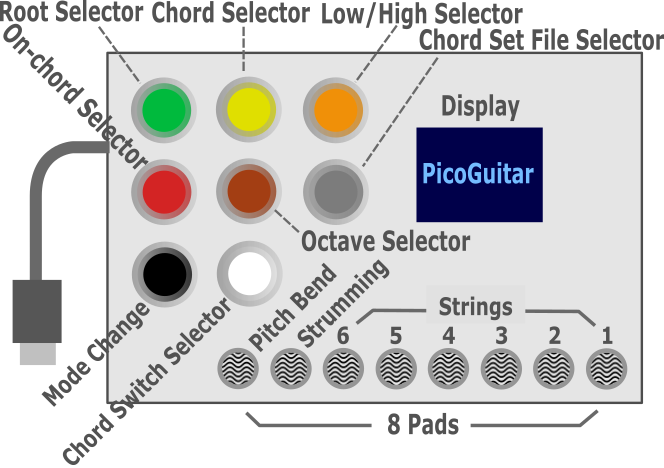 Root Selector
Chord Selector
Low/High Selector
Chord Set File Selector
On-chord Selector
Display
PicoGuitar
Octave Selector
Mode Change
Chord Switch Selector
Pitch Bend
Strumming
Strings
6 5 4 3 2 1
8 Pads